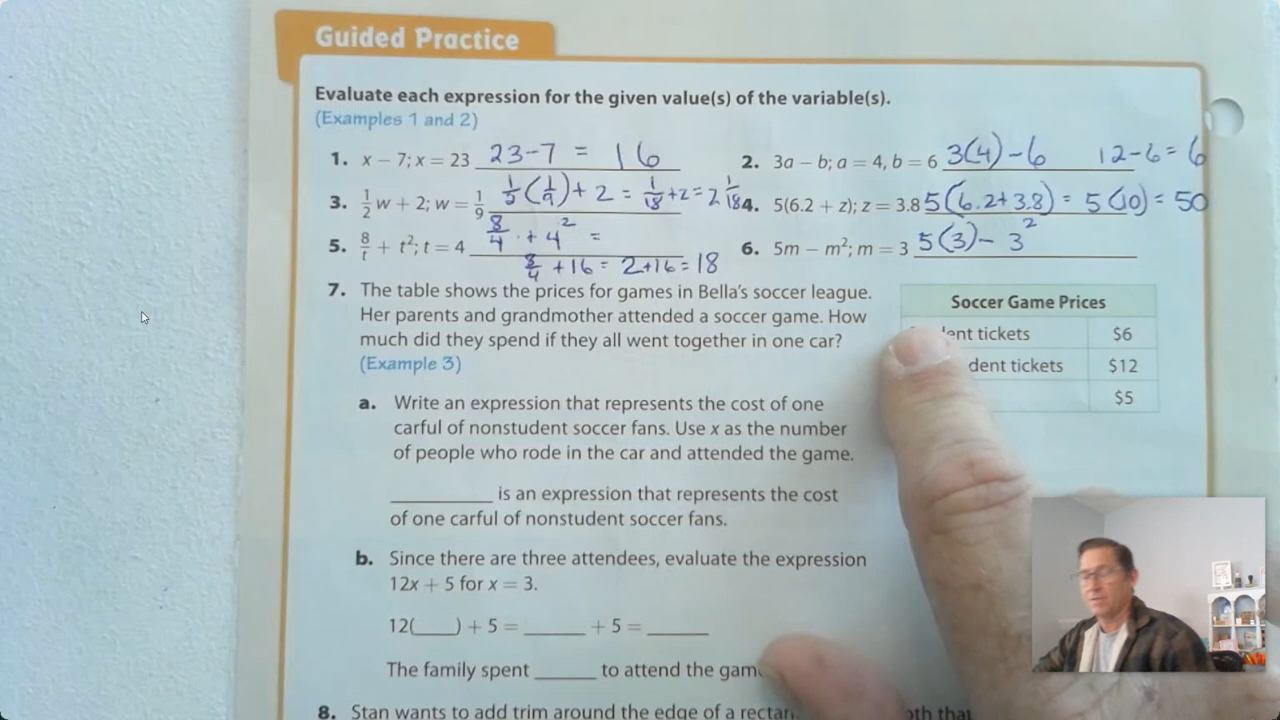 Guided Practice
Evaluate each expression for the given value(s) of the variable(s).
(Examples 1 and 2)
1. x − 7; x = 23 23-7 = 16
2. 3a − b; a = 4, b = 6 3(4)-6 12-6=6
3. 1/2 w + 2; w = 1/9 1/5(1/9)+2 = 1/18+2=2 1/18
4. 5(6.2 + z); z = 3.8 5(6.2+3.8) = 5(10) = 50
5. 8/t + t²; t = 4 8/4 + 4² =
8/4 +16 = 2+16=18
6. 5m − m²; m = 3 5(3)- 3²
7. The table shows the prices for games in Bella's soccer league.
Her parents and grandmother attended a soccer game. How
much did they spend if they all went together in one car?
(Example 3)
Soccer Game Prices
dent tickets $6
dent tickets $12
$5
a. Write an expression that represents the cost of one
carful of nonstudent soccer fans. Use x as the number
of people who rode in the car and attended the game.
__________ is an expression that represents the cost
of one carful of nonstudent soccer fans.
b. Since there are three attendees, evaluate the expression
12x + 5 for x = 3.
12(____) + 5 = ______ + 5 = ______
The family spent ______ to attend the gam
8. Stan wants to add trim around the edge of a that